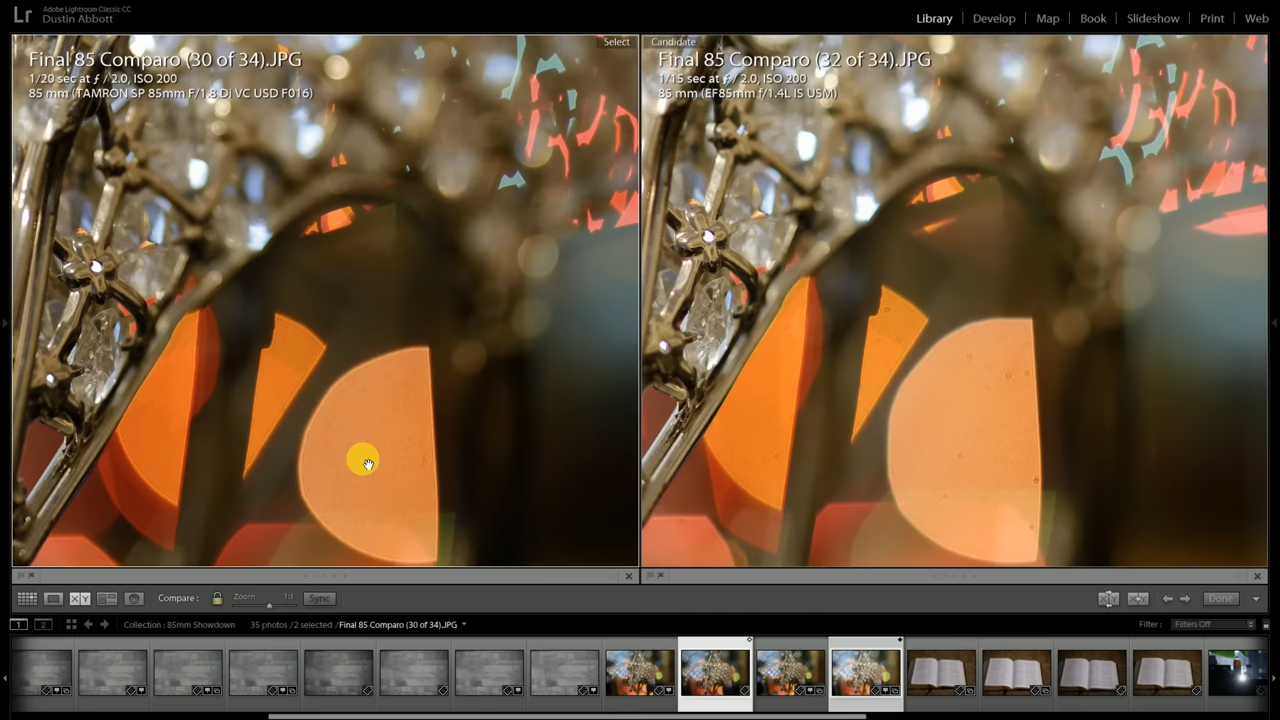 Lr
Adobe Lightroom Classic CC
Dustin Abbott
Library | Develop | Map | Book | Slideshow | Print | Web
Select
Final 85 Comparo (30 of 34).JPG
1/20 sec at ƒ / 2.0, ISO 200
85 mm (TAMRON SP 85mm F/1.8 Di VC USD F016)
Candidate
Final 85 Comparo (32 of 34).JPG
1/15 sec at ƒ / 2.0, ISO 200
85 mm (EF85mm f/1.4L IS USM)
X Y
Compare :
Zoom
1:1
Sync
Done
1
2
Collection : 85mm Showdown
35 photos / 2 selected / Final 85 Comparo (30 of 34).JPG
Filter :
Filters Off